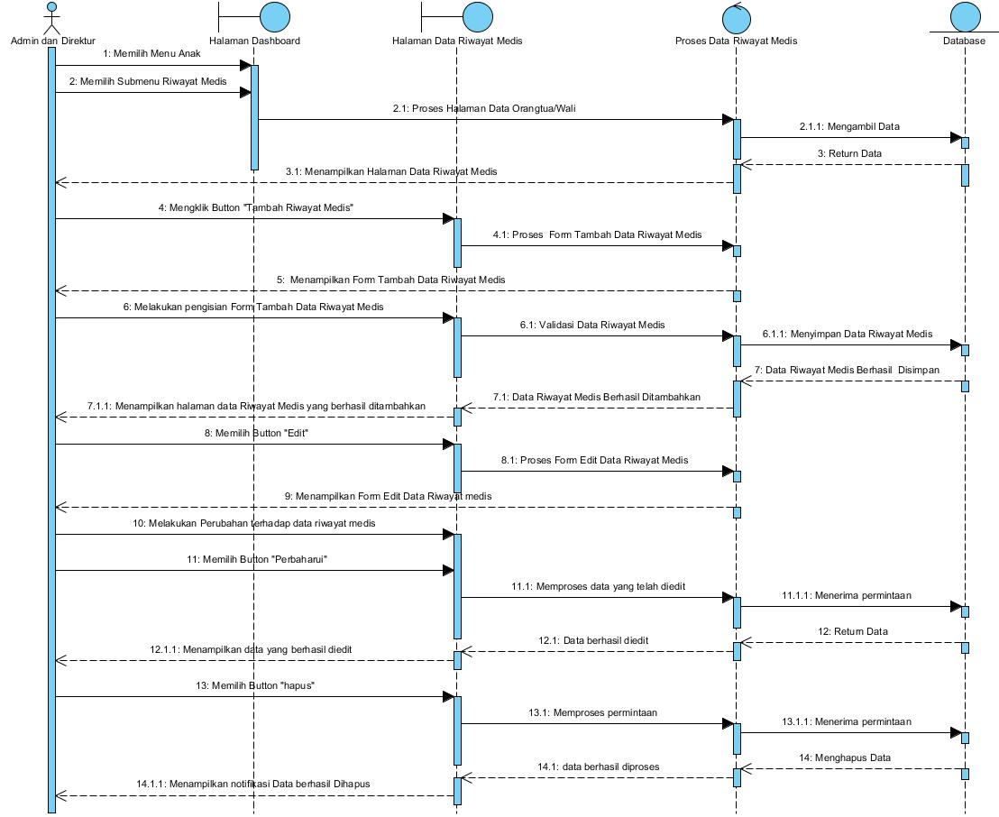 Admin dan Direktur
Halaman Dashboard
Halaman Data Riwayat Medis
Proses Data Riwayat Medis
Database
1: Memilih Menu Anak
2: Memilih Submenu Riwayat Medis
2.1: Proses Halaman Data Orangtua/Wali
2.1.1: Mengambil Data
3: Return Data
3.1: Menampilkan Halaman Data Riwayat Medis
4: Mengklik Button "Tambah Riwayat Medis"
4.1: Proses Form Tambah Data Riwayat Medis
5: Menampilkan Form Tambah Data Riwayat Medis
6: Melakukan pengisian Form Tambah Data Riwayat Medis
6.1: Validasi Data Riwayat Medis
6.1.1: Menyimpan Data Riwayat Medis
7: Data Riwayat Medis Berhasil Disimpan
7.1: Data Riwayat Medis Berhasil Ditambahkan
7.1.1: Menampilkan halaman data Riwayat Medis yang berhasil ditambahkan
8: Memilih Button "Edit"
8.1: Proses Form Edit Data Riwayat Medis
9: Menampilkan Form Edit Data Riwayat medis
10: Melakukan Perubahan terhadap data riwayat medis
11: Memilih Button "Perbaharui"
11.1: Memproses data yang telah diedit
11.1.1: Menerima permintaan
12: Return Data
12.1: Data berhasil diedit
12.1.1: Menampilkan data yang berhasil diedit
13: Memilih Button "hapus"
13.1: Memproses permintaan
13.1.1: Menerima permintaan
14: Menghapus Data
14.1: data berhasil diproses
14.1.1: Menampilkan notifikasi Data berhasil Dihapus